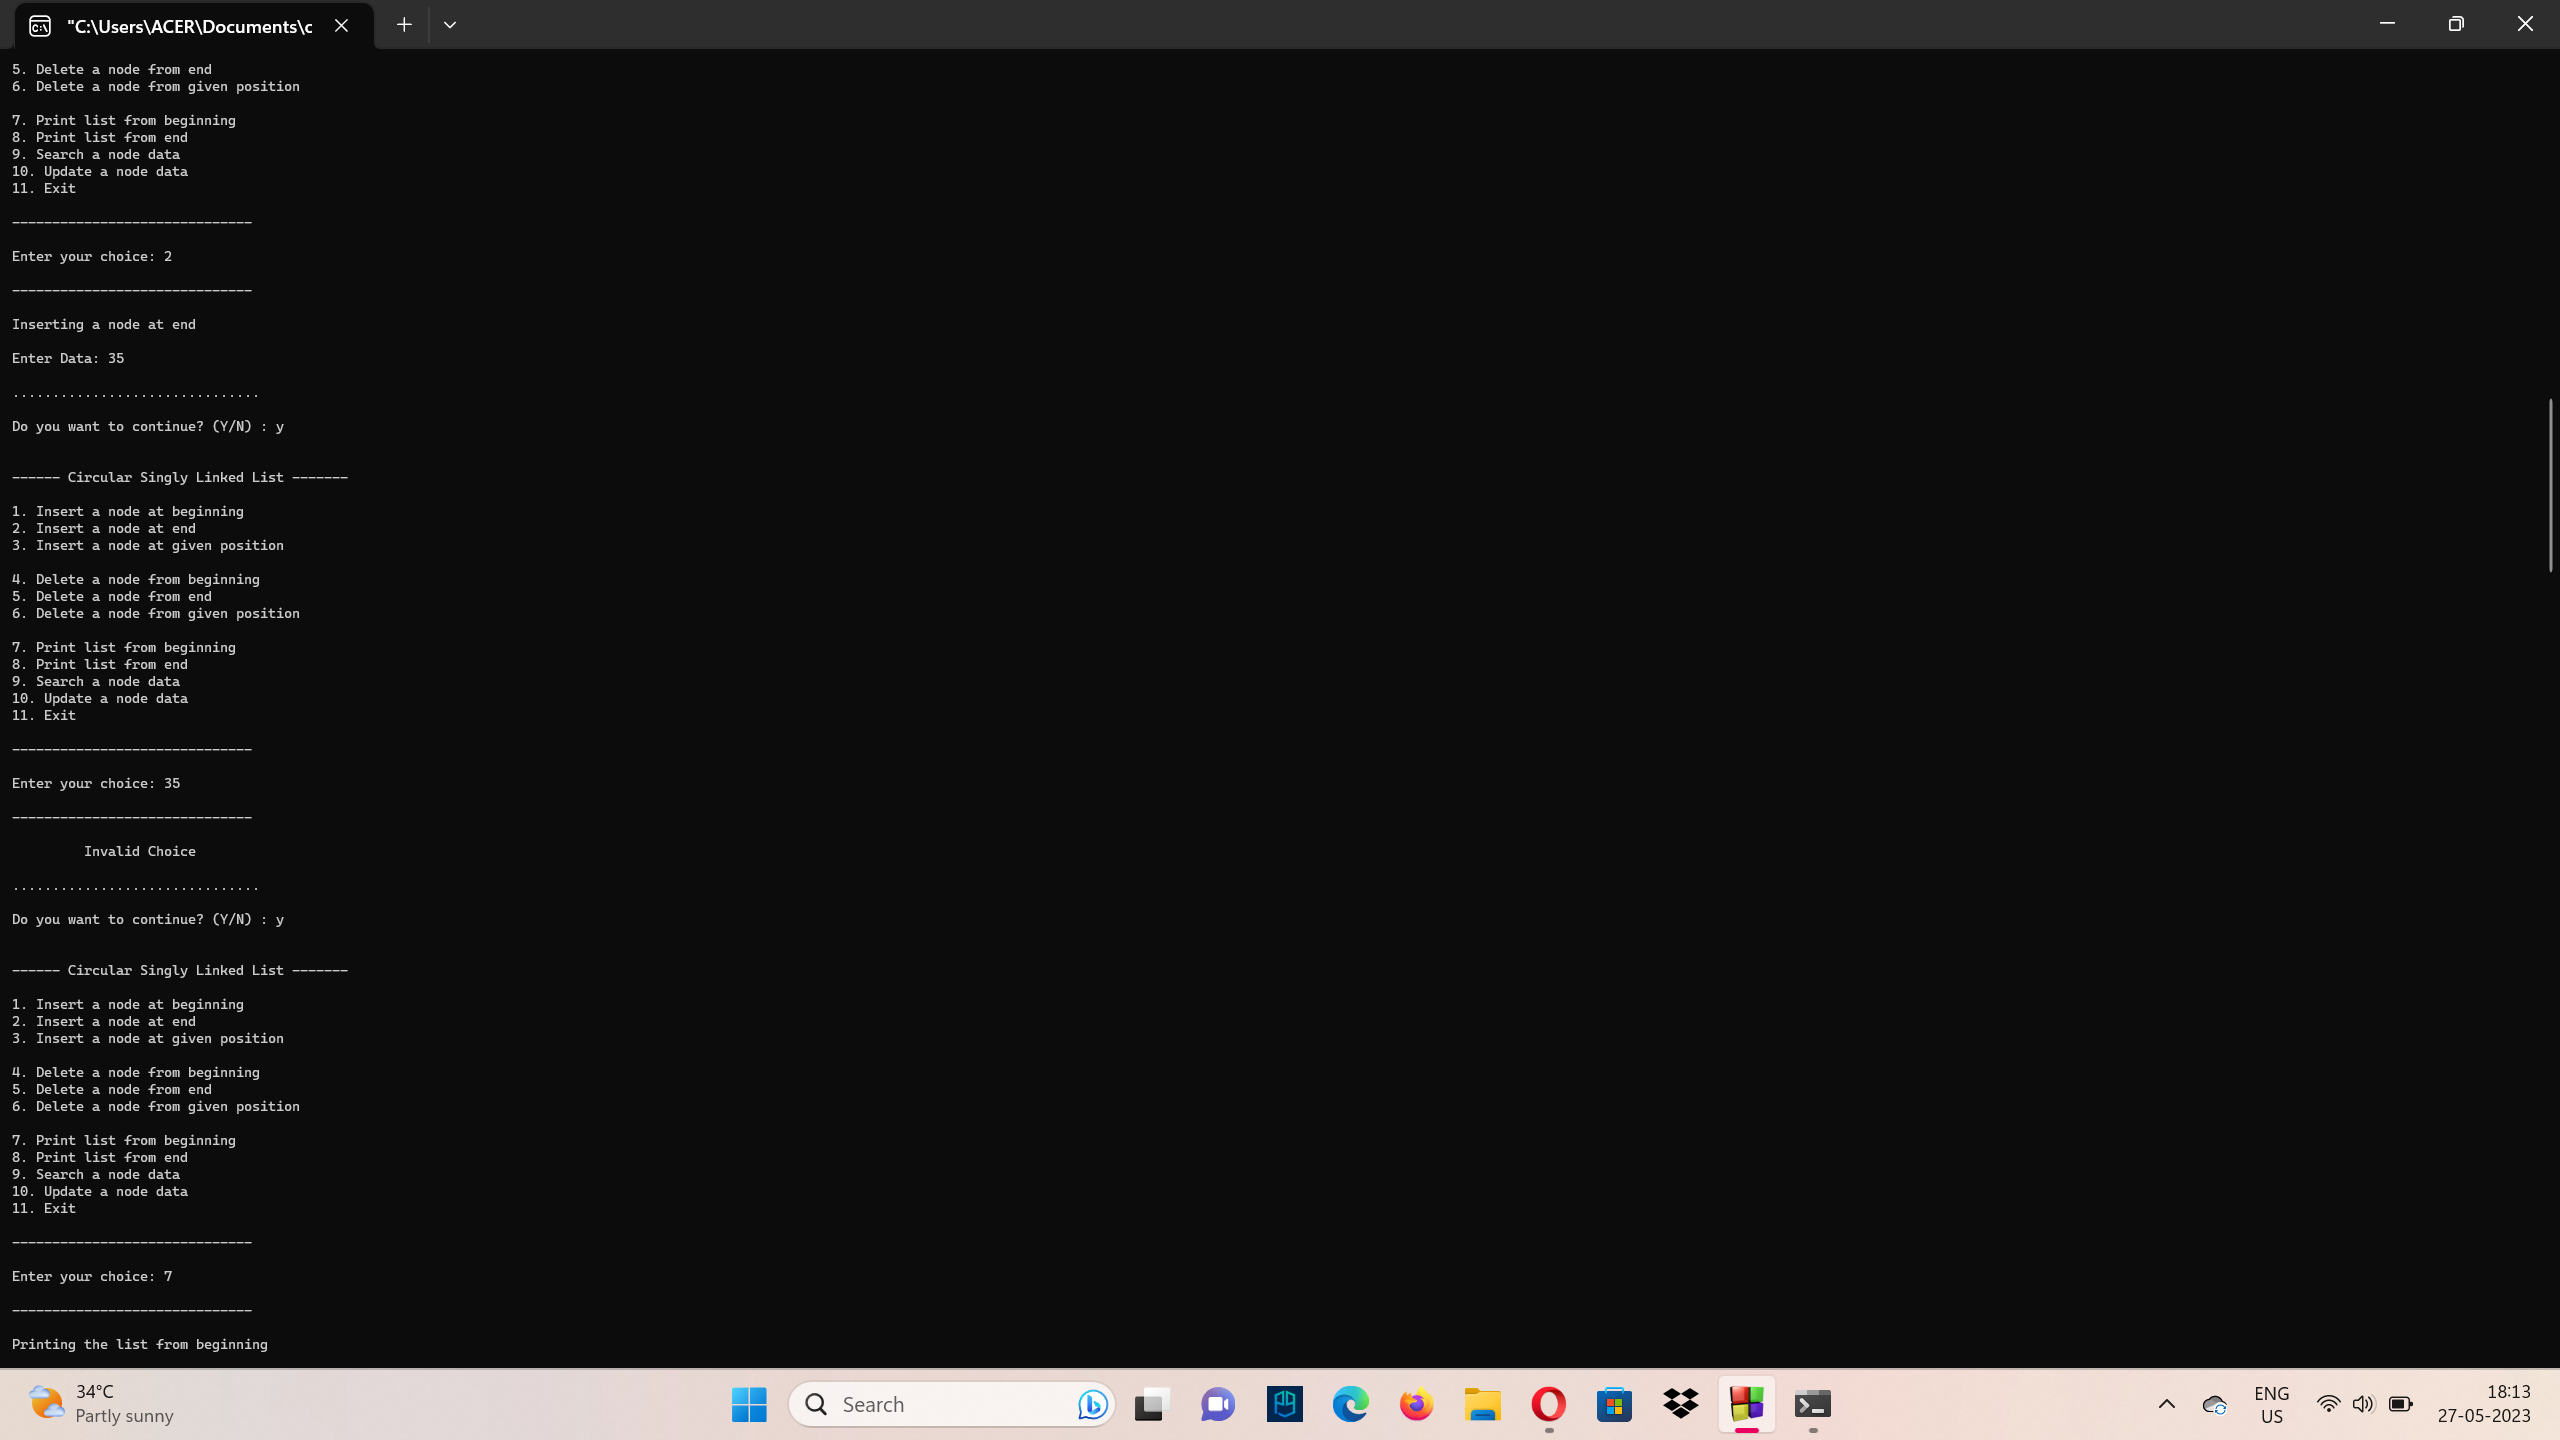 "C:\Users\ACER\Documents\c
5. Delete a node from end
6. Delete a node from given position
7. Print list from beginning
8. Print list from end
9. Search a node data
10. Update a node data
11. Exit
------------------------------
Enter your choice: 2
------------------------------
Inserting a node at end
Enter Data: 35
...............................
Do you want to continue? (Y/N) : y
------ Circular Singly Linked List -------
1. Insert a node at beginning
2. Insert a node at end
3. Insert a node at given position
4. Delete a node from beginning
5. Delete a node from end
6. Delete a node from given position
7. Print list from beginning
8. Print list from end
9. Search a node data
10. Update a node data
11. Exit
------------------------------
Enter your choice: 35
------------------------------
Invalid Choice
...............................
Do you want to continue? (Y/N) : y
------ Circular Singly Linked List -------
1. Insert a node at beginning
2. Insert a node at end
3. Insert a node at given position
4. Delete a node from beginning
5. Delete a node from end
6. Delete a node from given position
7. Print list from beginning
8. Print list from end
9. Search a node data
10. Update a node data
11. Exit
------------------------------
Enter your choice: 7
------------------------------
Printing the list from beginning
34°C
Partly sunny
Search
ENG
US
18:13
27-05-2023